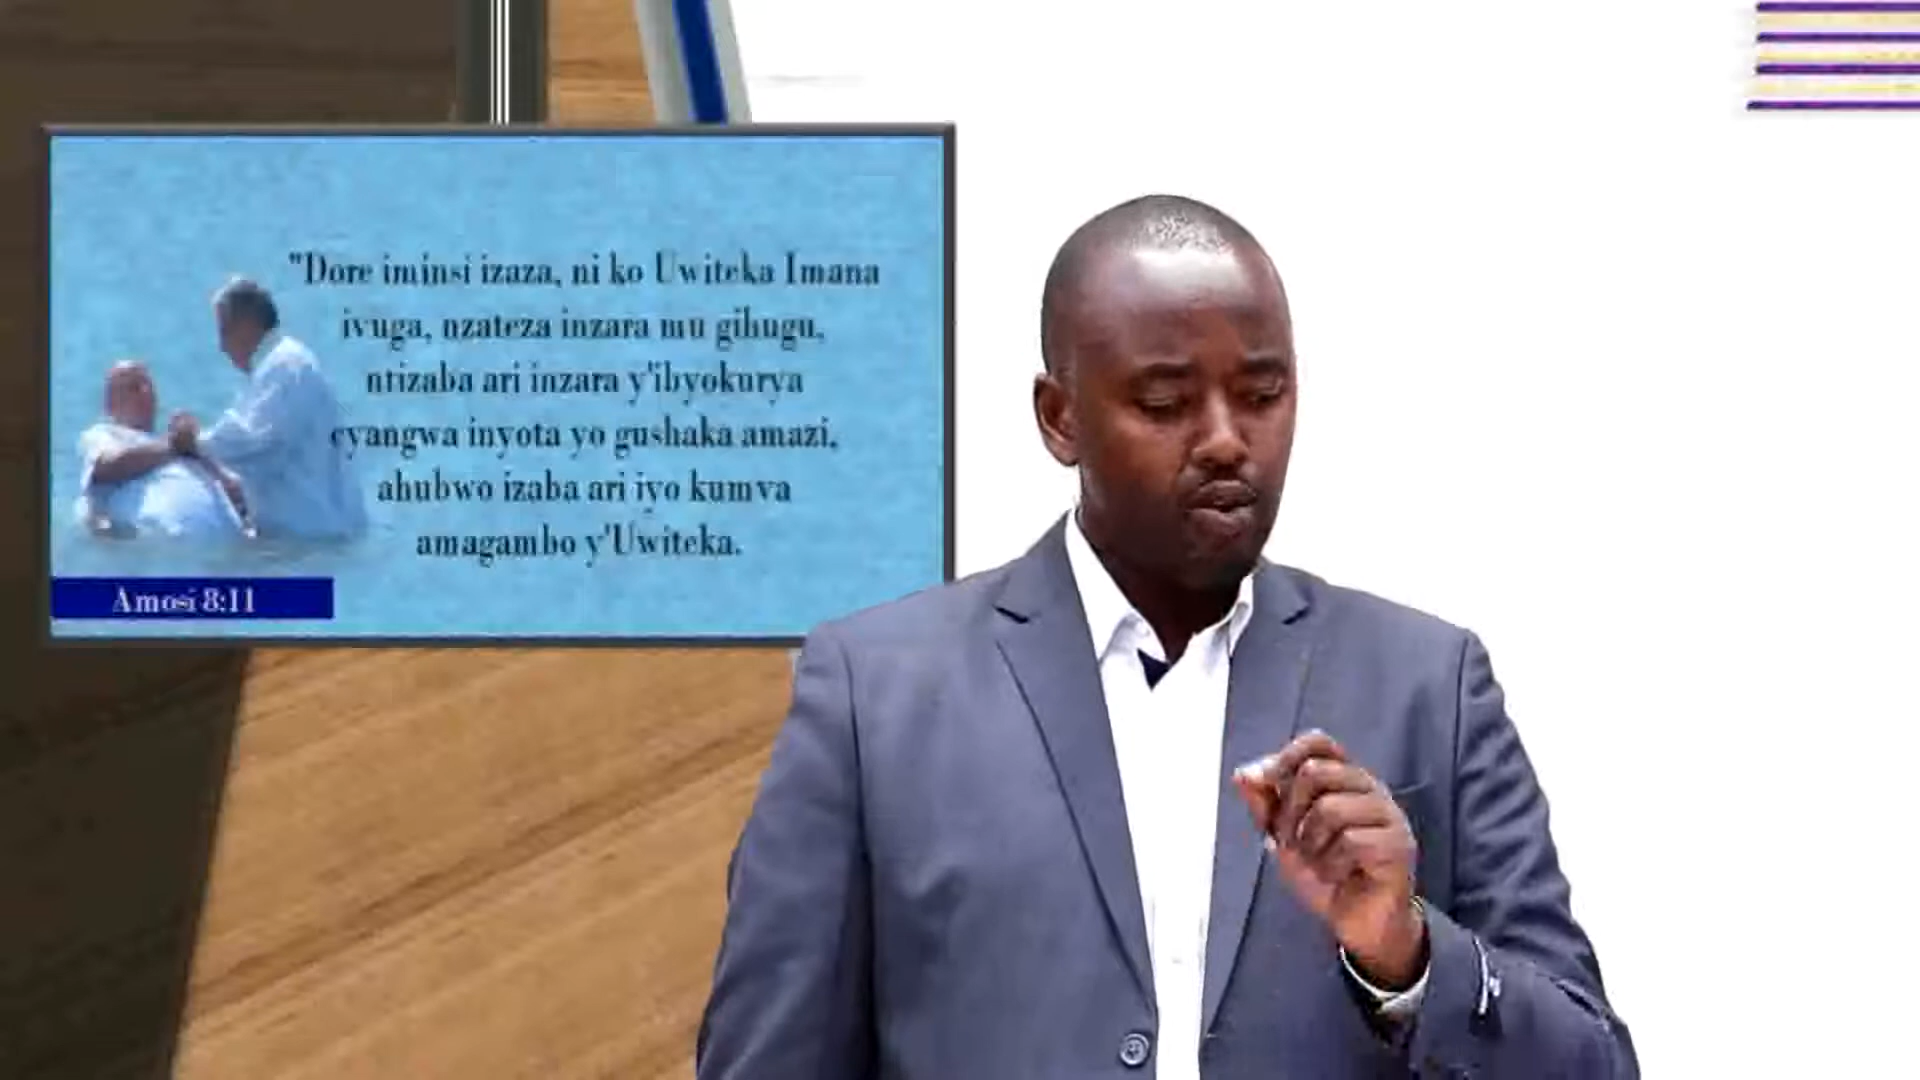 "Dore iminsi izaza, ni ko Uwiteka Imana
ivuga, nzateza inzara mu gihugu,
ntizaba ari inzara y'ibyokurya
cyangwa inyota yo gushaka amazi,
ahubwo izaba ari iyo kumva
amagambo y'Uwiteka.
Amosi 8:11